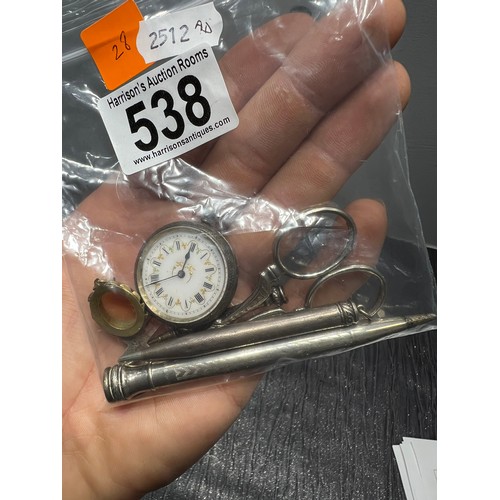 28
2512 AD
Harrison's Auction Rooms
538
www.harrisonsantiques.com